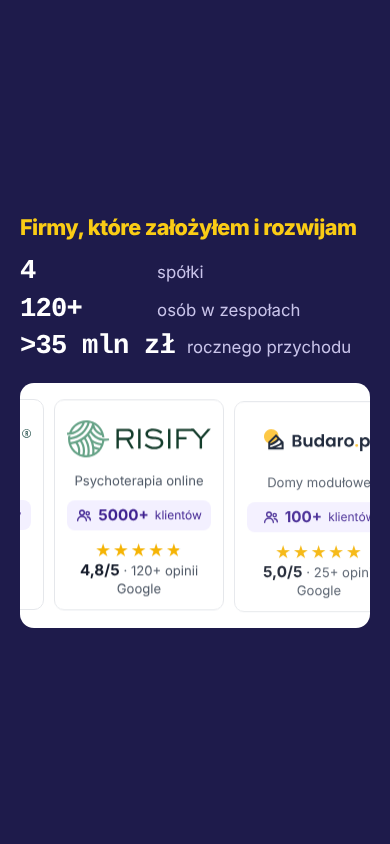 Firmy, które założyłem i rozwijam
4 spółki
120+ osób w zespołach
>35 mln zł rocznego przychodu
®
RISIFY
Psychoterapia online
5000+ klientów
★★★★★
4,8/5 · 120+ opinii
Google
Budaro.p
Domy modułowe
100+ klientów
★★★★★
5,0/5 · 25+ opin
Google